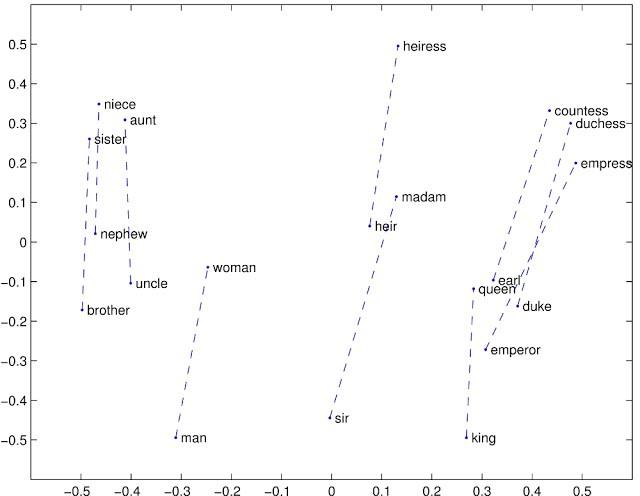 0.5
heiress
0.4
niece
aunt
countess
0.3
duchess
sister
0.2
empress
madam
0.1
heir
nephew
0
woman
−0.1
uncle
earl
queen
duke
−0.2
brother
emperor
−0.3
−0.4
sir
−0.5
man
king
−0.5 −0.4 −0.3 −0.2 −0.1 0 0.1 0.2 0.3 0.4 0.5